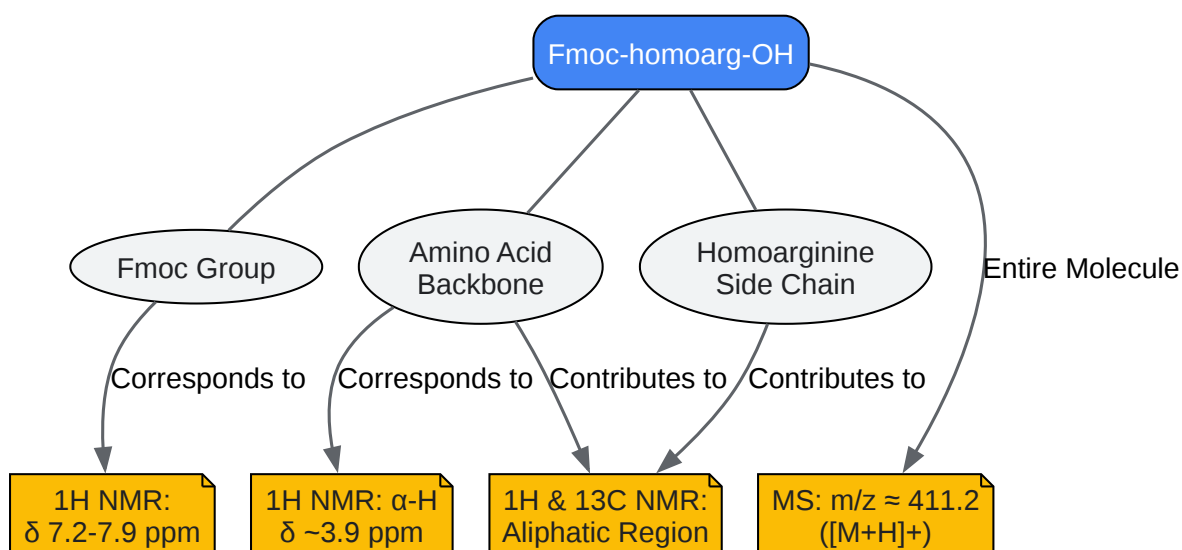 Fmoc-homoarg-OH
Fmoc Group
Amino Acid
Backbone
Homoarginine
Side Chain
Entire Molecule
Corresponds to
Corresponds to
Contributes to
Contributes to
1H NMR:
δ 7.2-7.9 ppm
1H NMR: α-H
δ ~3.9 ppm
1H & 13C NMR:
Aliphatic Region
MS: m/z ≈ 411.2
([M+H]+)